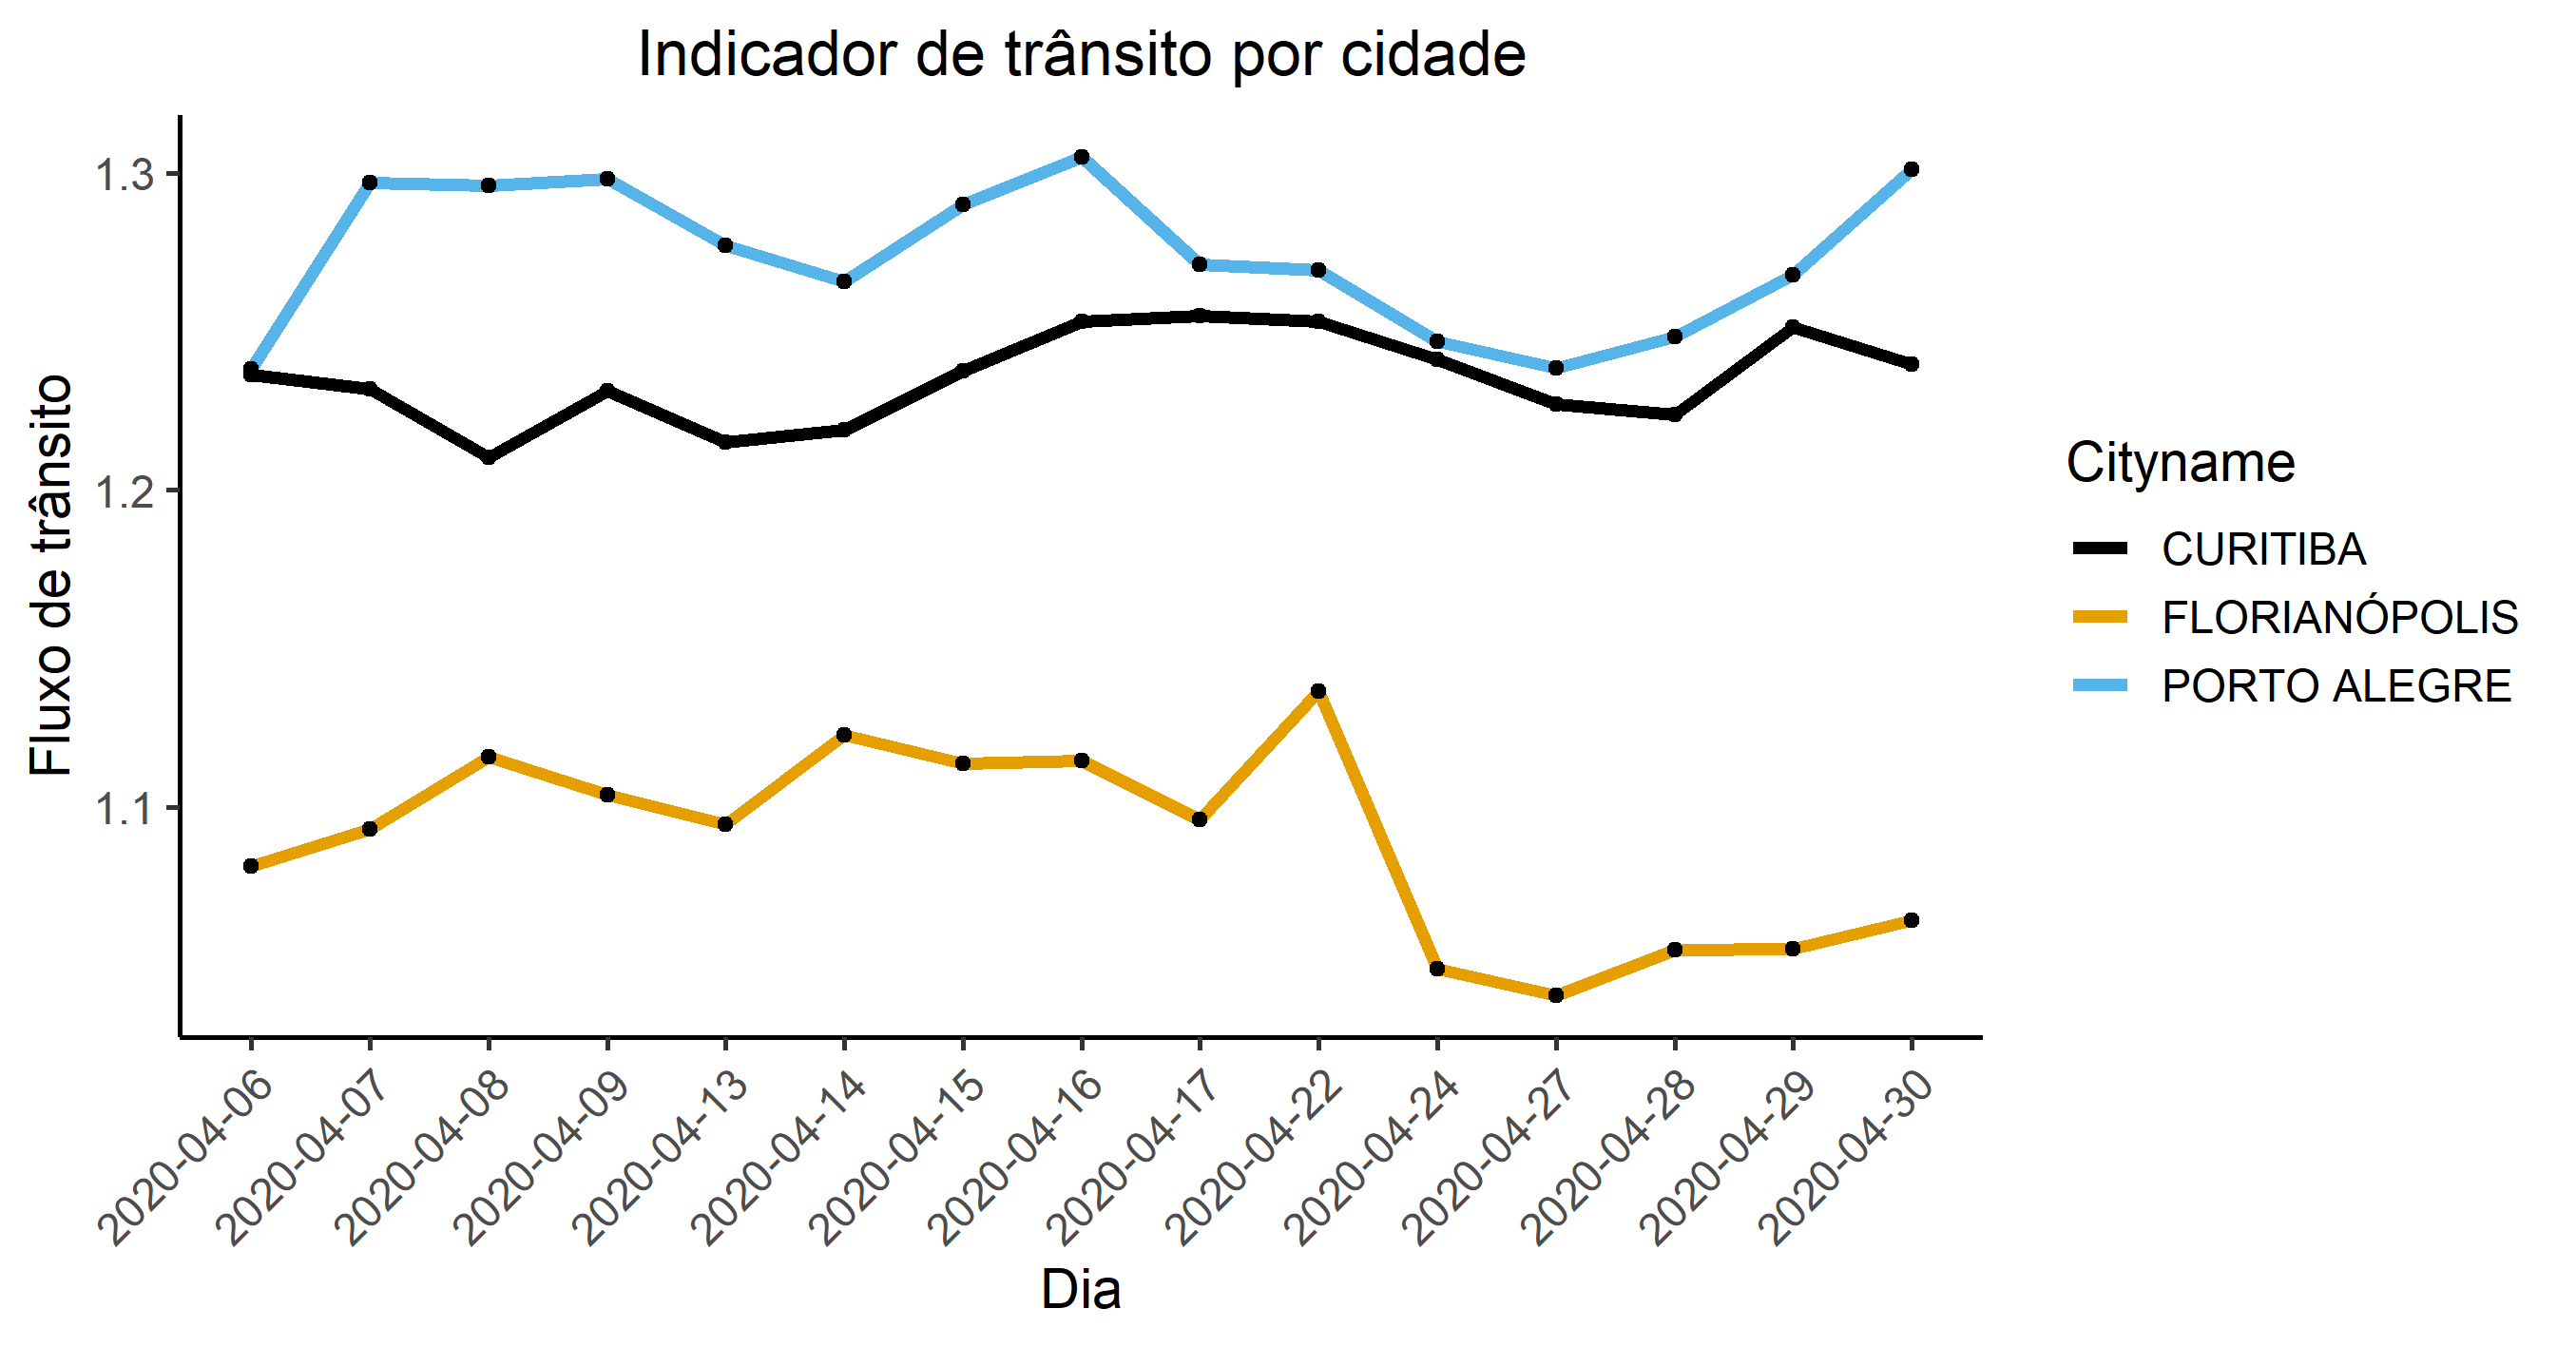 Indicador de trânsito por cidade
Fluxo de trânsito
1.3
1.2
1.1
2020-04-06
2020-04-07
2020-04-08
2020-04-09
2020-04-13
2020-04-14
2020-04-15
2020-04-16
2020-04-17
2020-04-22
2020-04-24
2020-04-27
2020-04-28
2020-04-29
2020-04-30
Dia
Cityname
CURITIBA
FLORIANÓPOLIS
PORTO ALEGRE